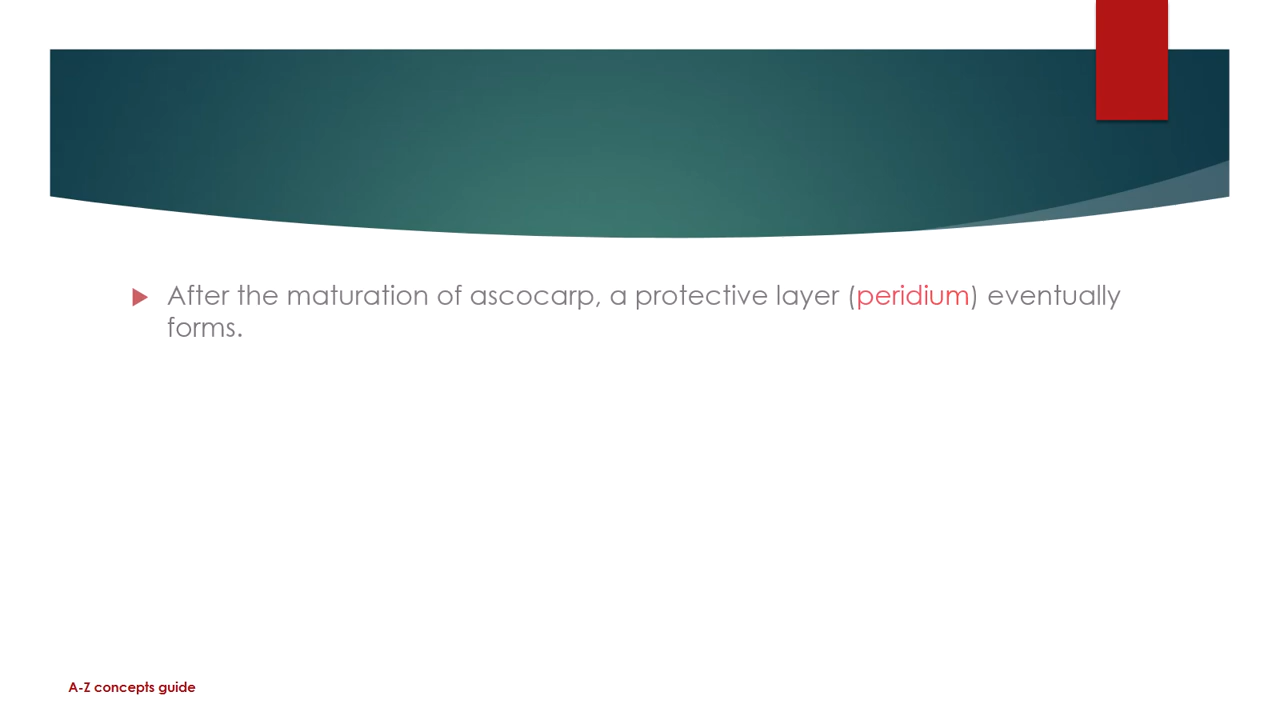 After the maturation of ascocarp, a protective layer (peridium) eventually
forms.
A-Z concepts guide